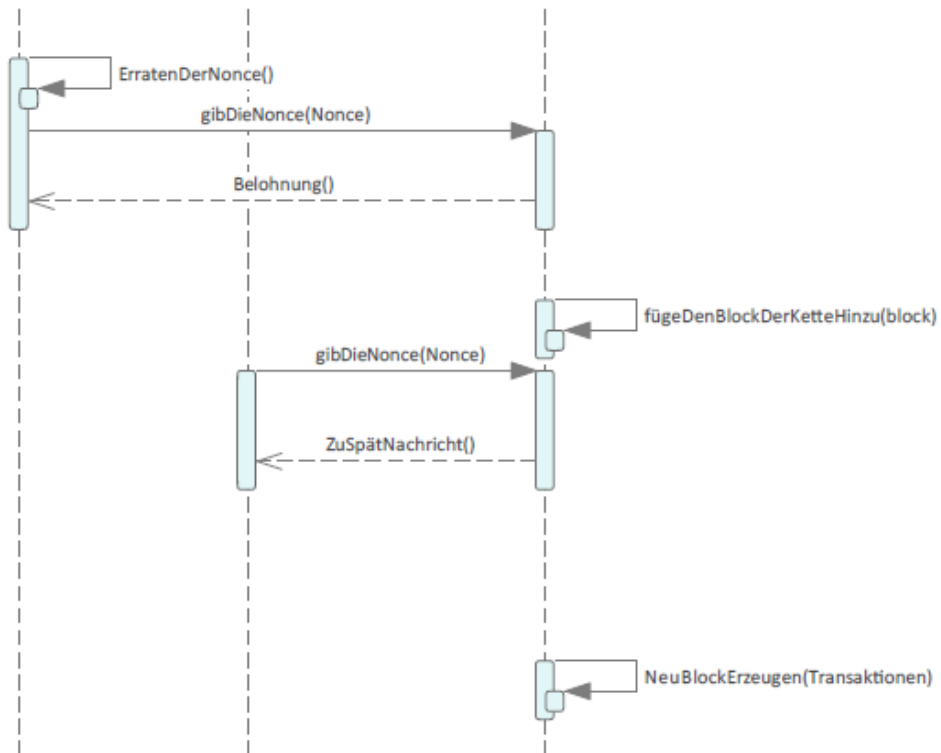 ErratenDerNonce()
gibDieNonce(Nonce)
Belohnung()
fügeDenBlockDerKetteHinzu(block)
gibDieNonce(Nonce)
ZuSpätNachricht()
NeuBlockErzeugen(Transaktionen)